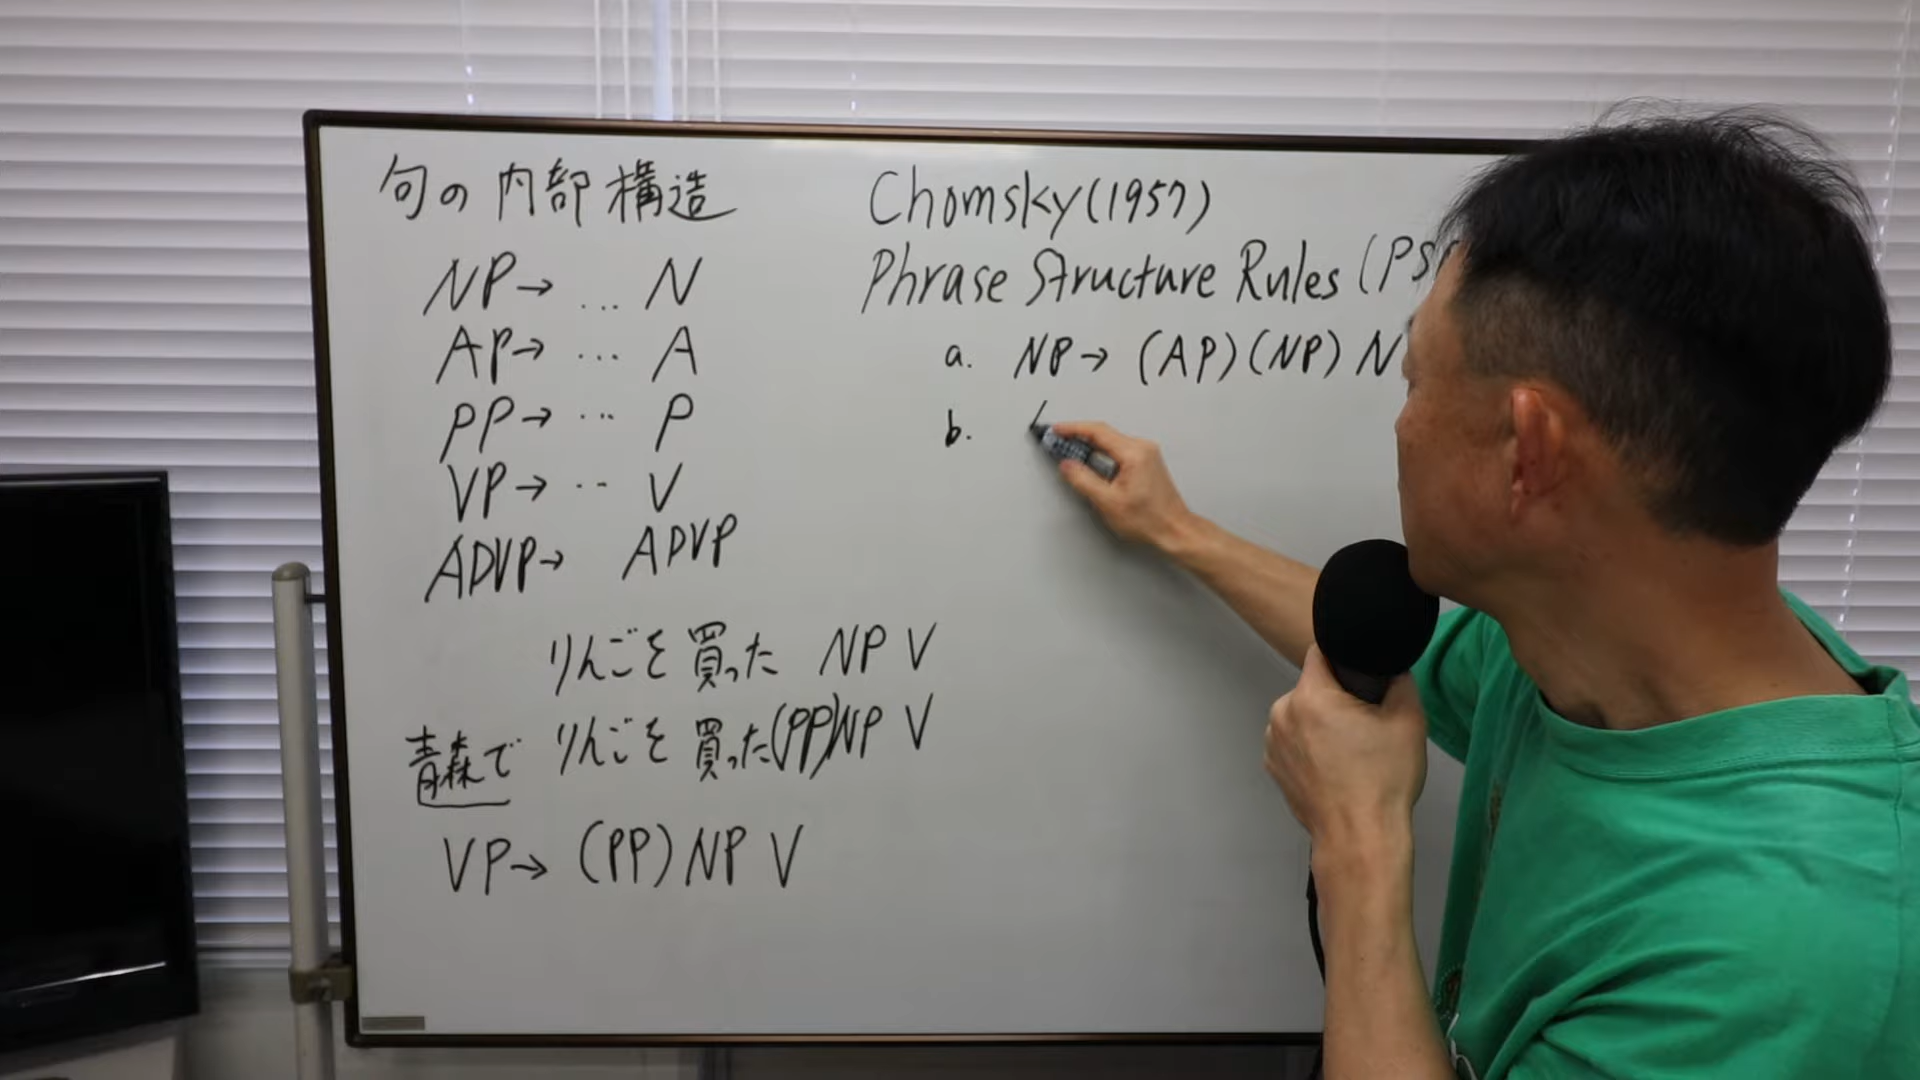 句の内部構造
NP→ ... N
AP→ ... A
PP→ ... P
VP→ .. V
ADVP→ ADVP
りんごを買った NP V
青森で りんごを買った (PP)NP V
VP→ (PP) NP V
Chomsky(1957)
Phrase Structure Rules (PS
a. NP→ (AP)(NP) N
b.